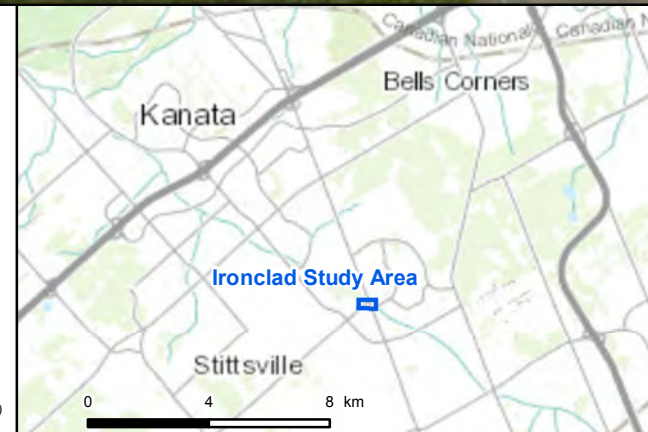 Canadian National
Canadian N
Bells Corners
Kanata
Ironclad Study Area
Stittsville
0 4 8 km